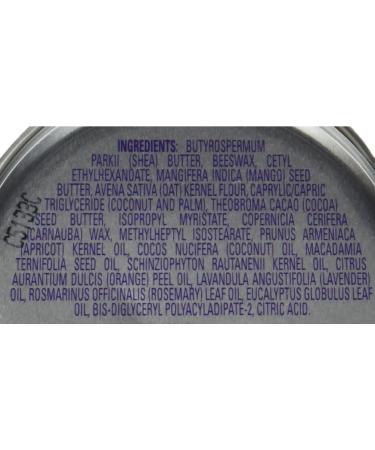 INGREDIENTS: BUTYROSPERMUM
PARKII (SHEA) BUTTER, BEESWAX, CETYL
ETHYLHEXANOATE, MANGIFERA INDICA (MANGO) SEED
BUTTER, AVENA SATIVA (OAT) KERNEL FLOUR, CAPRYLIC/CAPRIC
TRIGLYCERIDE (COCONUT AND PALM), THEOBROMA CACAO (COCOA)
SEED BUTTER, ISOPROPYL MYRISTATE, COPERNICIA CERIFERA
(CARNAUBA) WAX, METHYLHEPTYL ISOSTEARATE, PRUNUS ARMENIACA
(APRICOT) KERNEL OIL, COCOS NUCIFERA (COCONUT) OIL, MACADAMIA
TERNIFOLIA SEED OIL, SCHINZIOPHYTON RAUTANENII KERNEL OIL, CITRUS
AURANTIUM DULCIS (ORANGE) PEEL OIL, LAVANDULA ANGUSTIFOLIA (LAVENDER)
OIL, ROSMARINUS OFFICINALIS (ROSEMARY) LEAF OIL, EUCALYPTUS GLOBULUS LEAF
OIL, BIS-DIGLYCERYL POLYACYLADIPATE-2, CITRIC ACID.